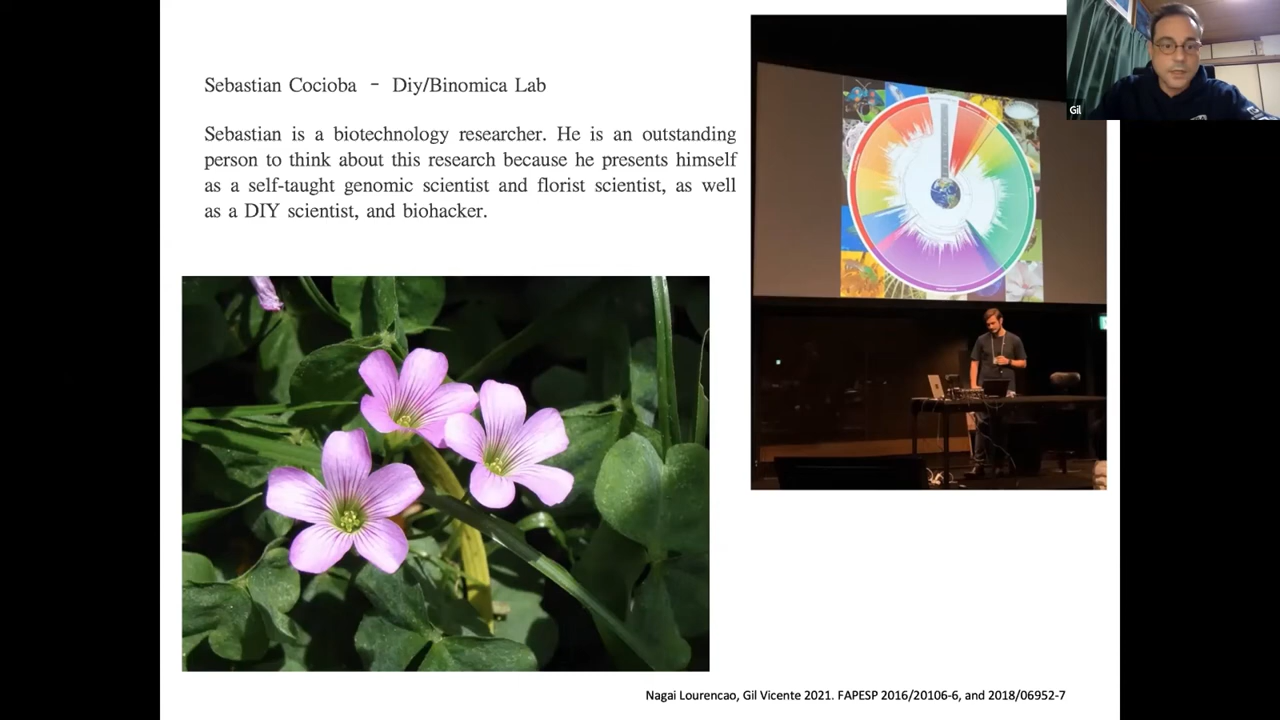 Sebastian Cocioba - Diy/Binomica Lab
Sebastian is a biotechnology researcher. He is an outstanding
person to think about this research because he presents himself
as a self-taught genomic scientist and florist scientist, as well
as a DIY scientist, and biohacker.
Gil
Nagai Lourencao, Gil Vicente 2021. FAPESP 2016/20106-6, and 2018/06952-7